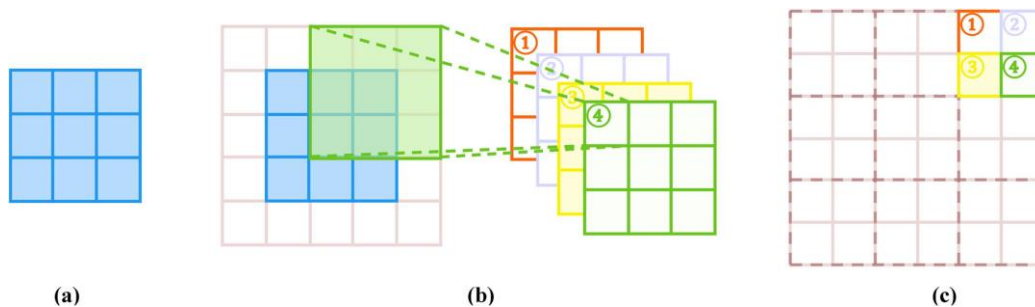 ① ① ②
② ③ ④
③
④
(a) (b) (c)